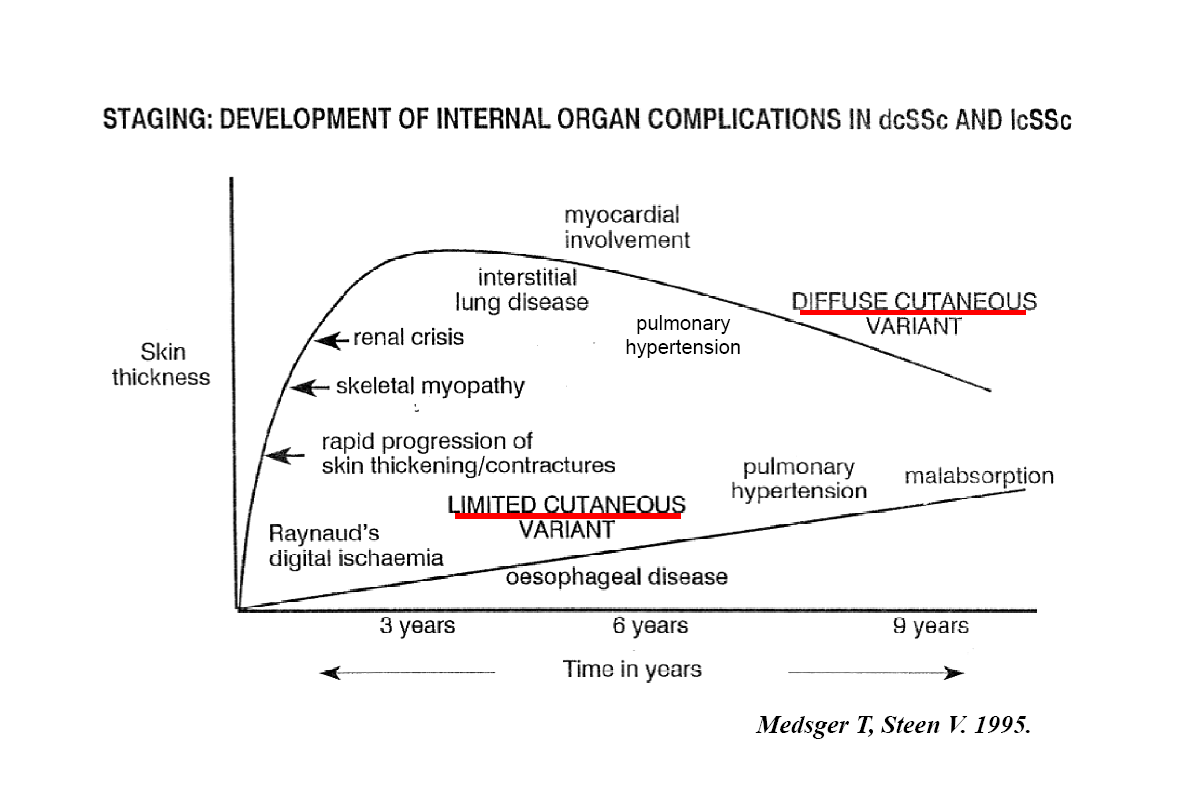 STAGING: DEVELOPMENT OF INTERNAL ORGAN COMPLICATIONS IN dcSSc AND lcSSc
myocardial
involvement
interstitial
lung disease
DIFFUSE CUTANEOUS
VARIANT
pulmonary
hypertension
renal crisis
Skin
thickness
skeletal myopathy
rapid progression of
skin thickening/contractures
pulmonary
hypertension
malabsorption
LIMITED CUTANEOUS
VARIANT
Raynaud's
digital ischaemia
oesophageal disease
3 years
6 years
9 years
Time in years
Medsger T, Steen V. 1995.